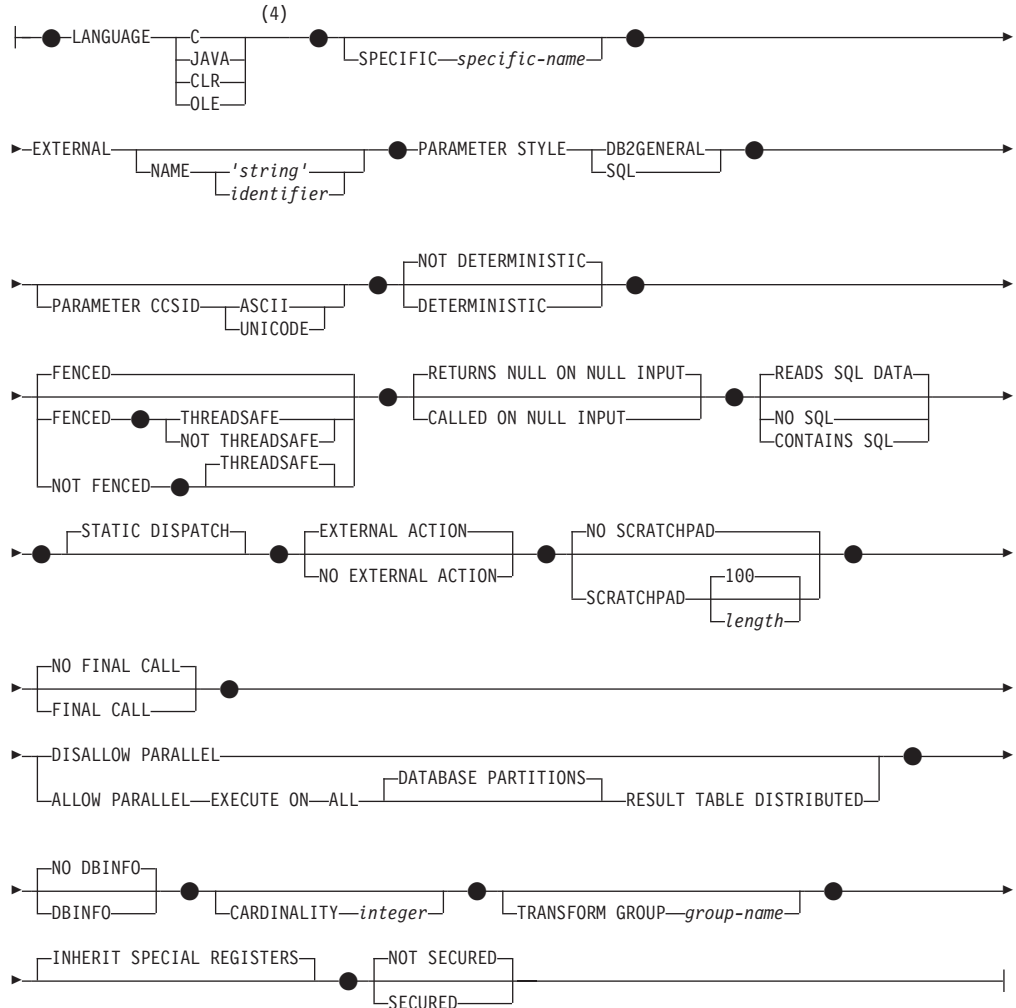 (4)
LANGUAGE C SPECIFIC specific-name
JAVA
CLR
OLE
EXTERNAL PARAMETER STYLE DB2GENERAL
NAME 'string' SQL
identifier
NOT DETERMINISTIC
PARAMETER CCSID ASCII DETERMINISTIC
UNICODE
FENCED RETURNS NULL ON NULL INPUT READS SQL DATA
FENCED THREADSAFE CALLED ON NULL INPUT NO SQL
NOT THREADSAFE CONTAINS SQL
THREADSAFE
NOT FENCED
STATIC DISPATCH EXTERNAL ACTION NO SCRATCHPAD
NO EXTERNAL ACTION 100
SCRATCHPAD
length
NO FINAL CALL
FINAL CALL
DISALLOW PARALLEL
DATABASE PARTITIONS
ALLOW PARALLEL EXECUTE ON ALL RESULT TABLE DISTRIBUTED
NO DBINFO
DBINFO CARDINALITY integer TRANSFORM GROUP group-name
INHERIT SPECIAL REGISTERS NOT SECURED
SECURED